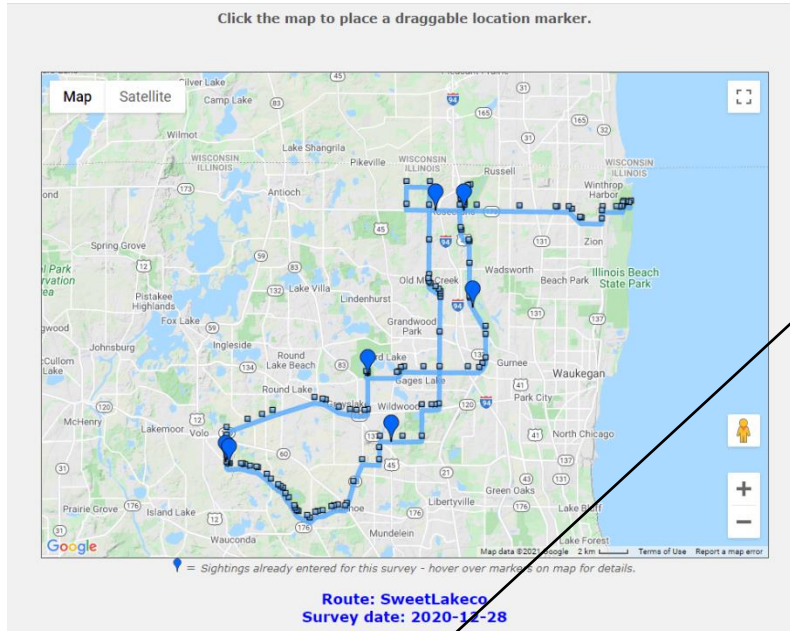 Click the map to place a draggable location marker.
Map Satellite
Silver Lake
Camp Lake
Wilmot
Lake Shangrila
WISCONSIN
ILLINOIS
Pikeville
WISCONSIN
ILLINOIS
Russell
WISCONSIN
ILLINOIS
Antioch
Winthrop
Harbor
Spring Grove
Zion
Wadsworth
Beach Park
Illinois Beach
State Park
Pistakee
Highlands
Lake Villa
Lindenhurst
Fox Lake
Grandwood
Park
Johnsburg
Ingleside
Round
Lake Beach
Gurnee
Waukegan
Gages Lake
Round Lake
Park City
Wildwood
McHenry
Lakemoor
Volo
North Chicago
Green Oaks
Libertyville
Prairie Grove
Island Lake
Lake Bluff
Wauconda
Mundelein
Lake Forest
Google
Map data ©2021 Google 2 km Terms of Use Report a map error
= Sightings already entered for this survey - hover over markers on map for details.
Route: SweetLakeco
Survey date: 2020-12-28